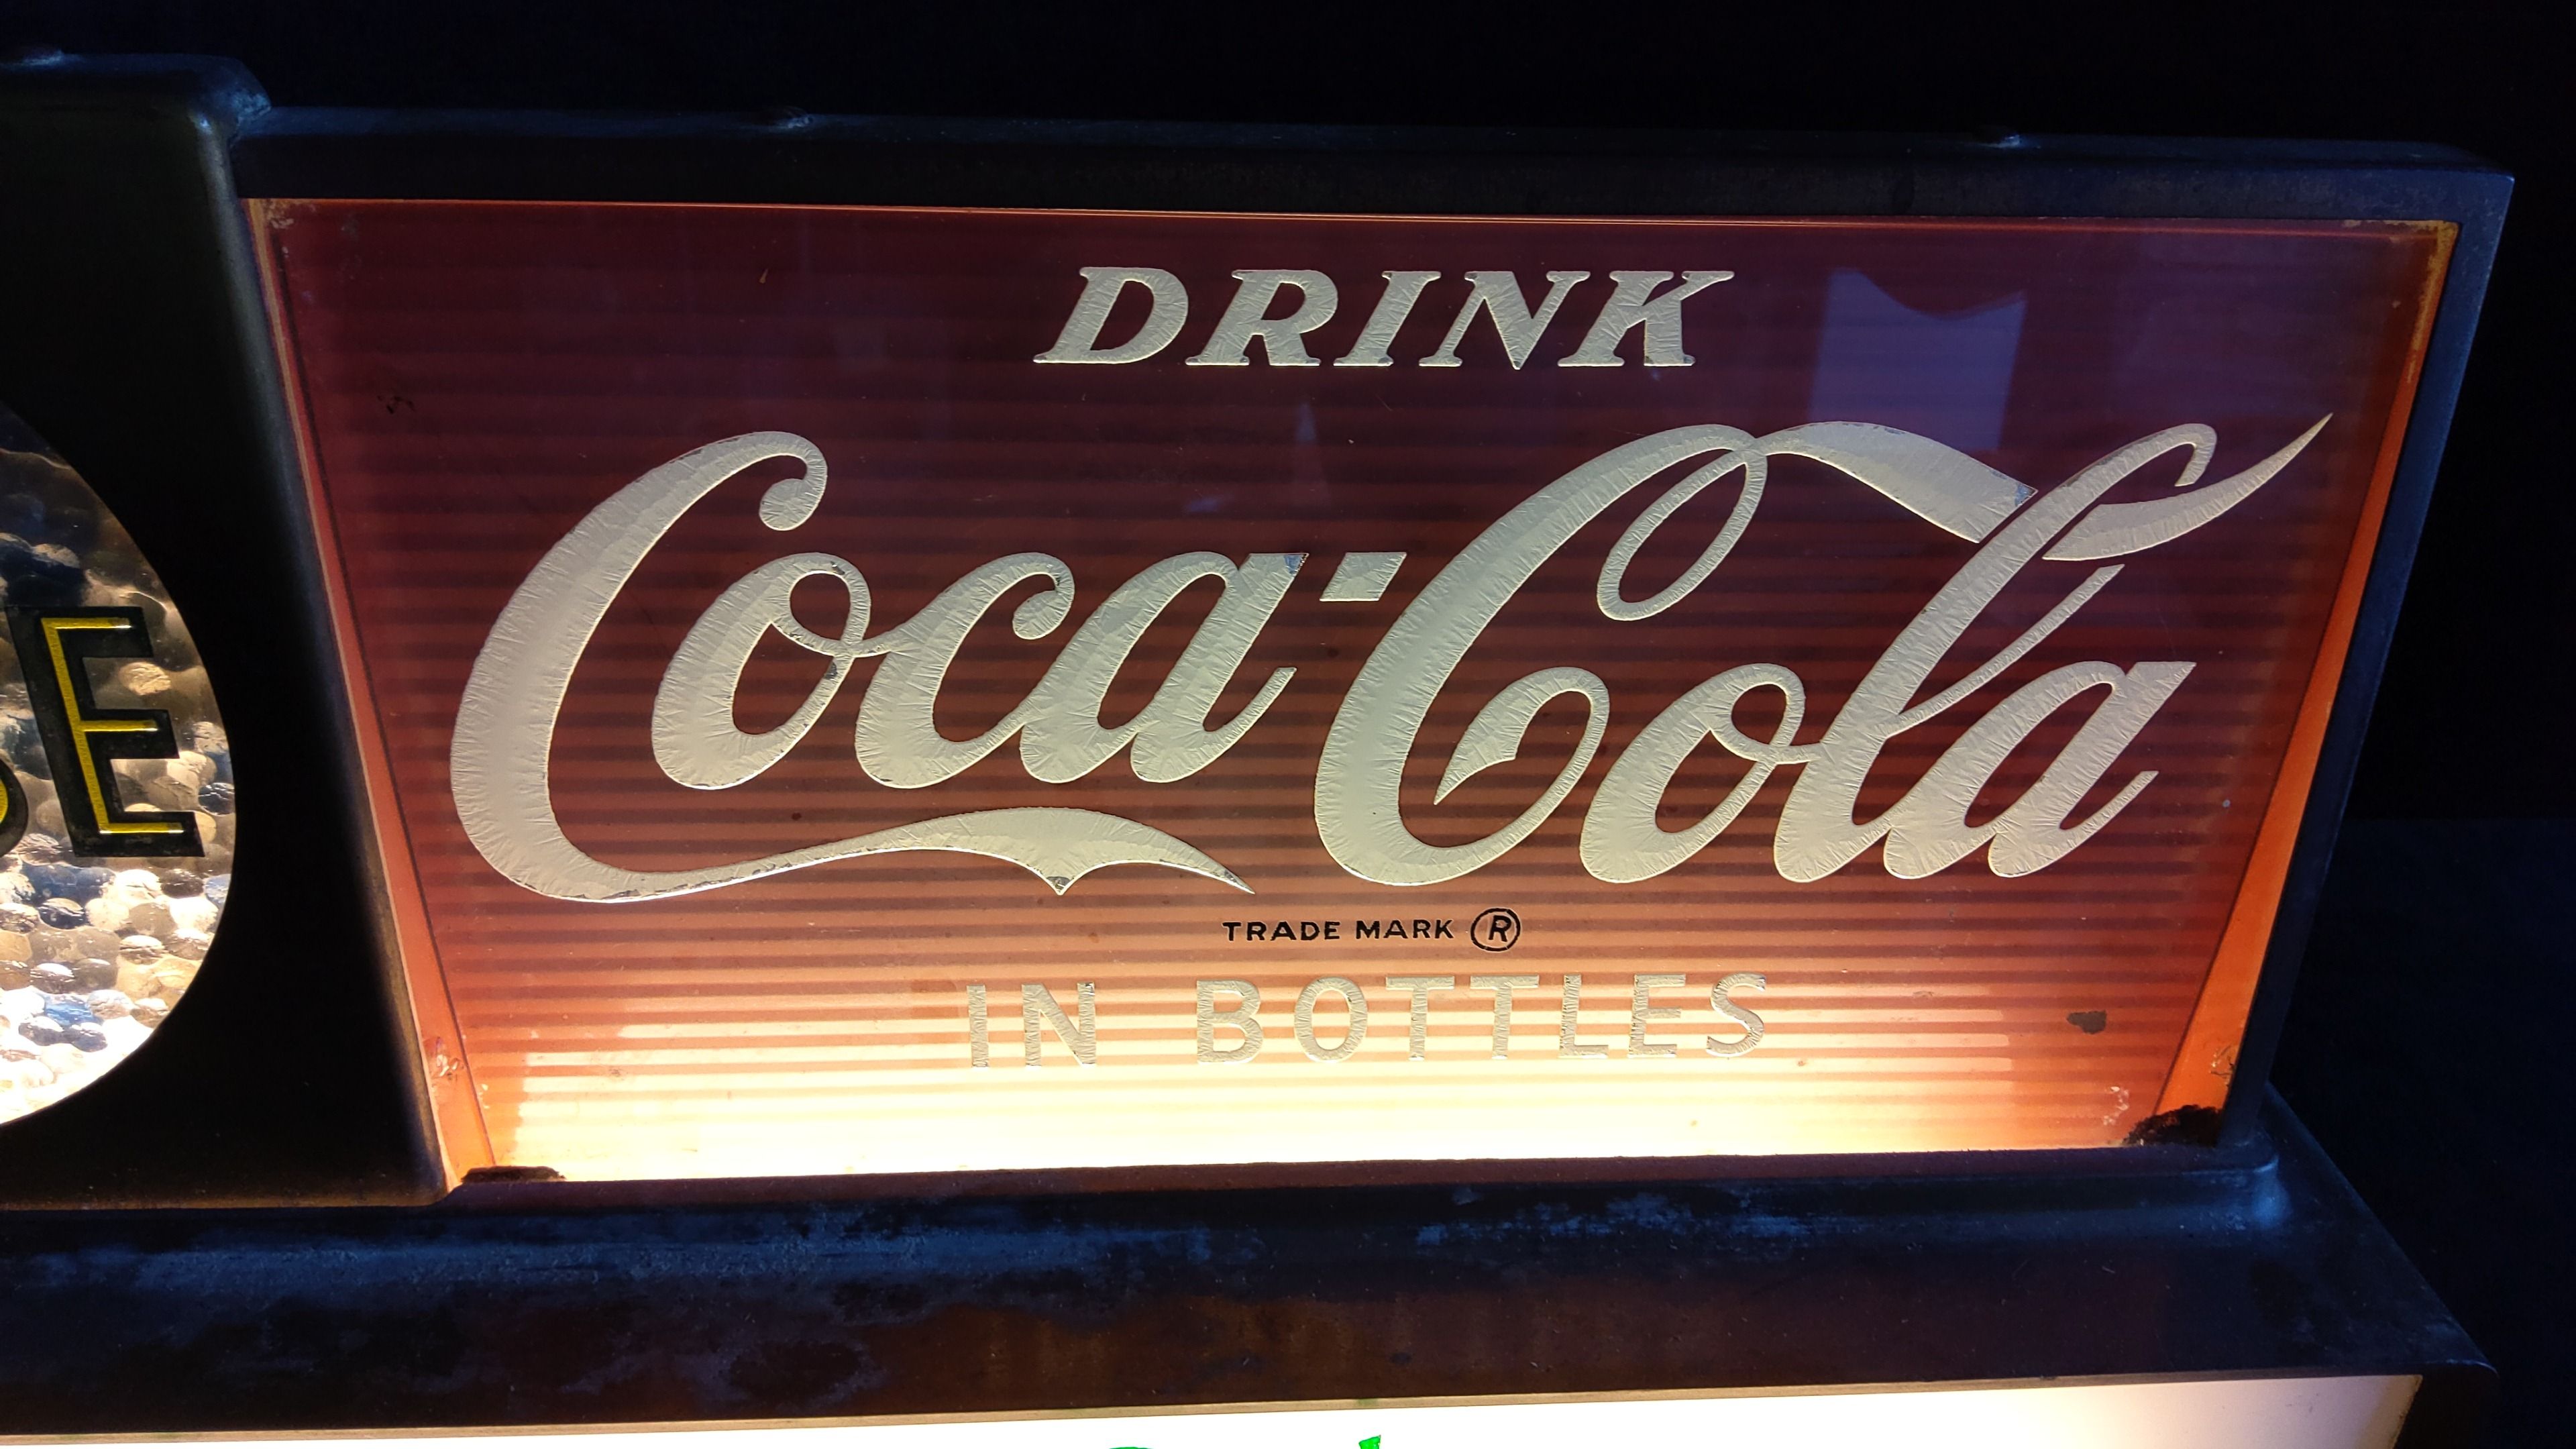 DRINK
Coca-Cola
TRADE MARK ®
IN BOTTLES